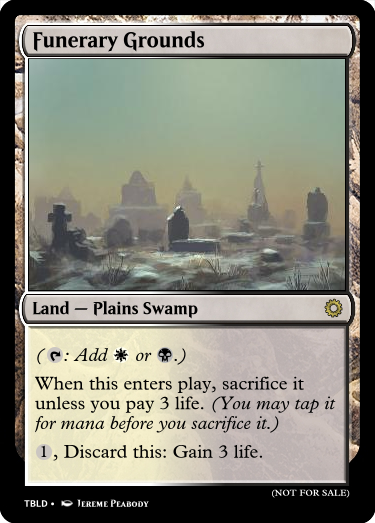 Funerary Grounds
Land — Plains Swamp
(: Add or .)
When this enters play, sacrifice it
unless you pay 3 life. (You may tap it
for mana before you sacrifice it.)
1, Discard this: Gain 3 life.
(NOT FOR SALE)
TBLD • Jereme Peabody